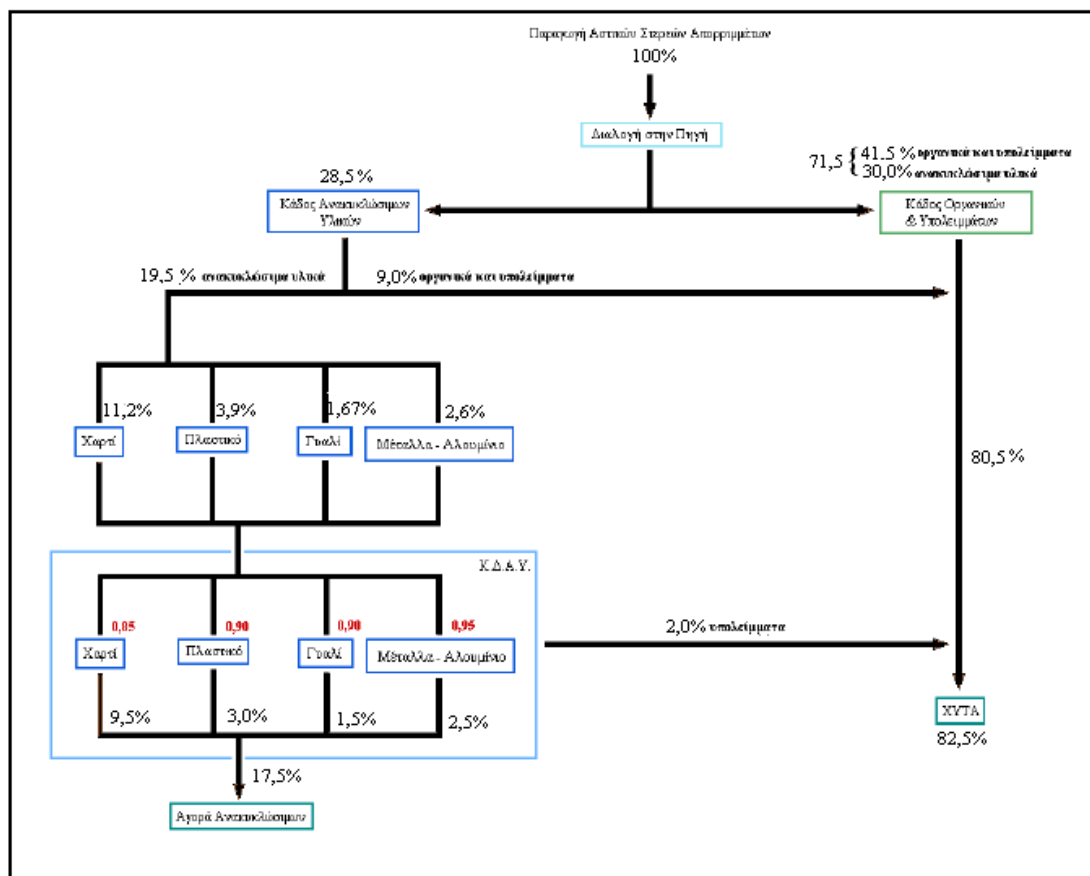 Παραγωγή Αστικών Στερεών Απορριμμάτων
100%
Διαλογή στην Πηγή
71,5 { 41.5 % οργανικά και υπολείμματα
30,0% ανακυκλώσιμα υλικά
28,5%
Κάδος Ανακυκλώσιμων
Υλικών
Κάδος Οργανικών
& Υπολειμμάτων
19,5 % ανακυκλώσιμα υλικά
9,0% οργανικά και υπολείμματα
11,2% 3,9% 1,67% 2,6%
Χαρτί Πλαστικό Γυαλί Μέταλλα - Αλουμίνιο
80,5 %
Κ.Δ.Α.Υ.
0,85 0,90 0,90 0,95
Χαρτί Πλαστικό Γυαλί Μέταλλα - Αλουμίνιο
2,0% υπολείμματα
9,5% 3,0% 1,5% 2,5%
ΧΥΤΑ
82,5%
17,5%
Αγορά Ανακυκλώσιμων